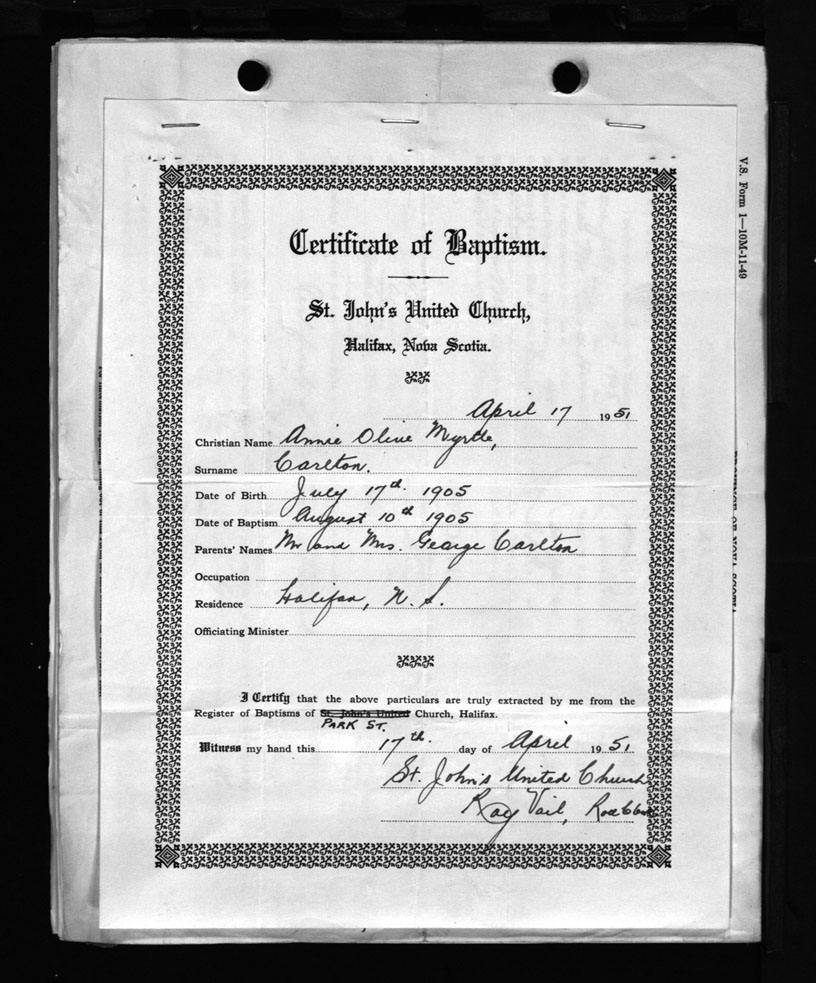 V.S. Form 1—10M-11-49
Certificate of Baptism.
St. John's United Church,
Halifax, Nova Scotia.
April 17 1951
Christian Name Annie Olive Myrtle,
Surname Carlton.
Date of Birth July 17th 1905
Date of Baptism August 10th 1905
Parents' Names Mr and Mrs. George Carlton
Occupation
Residence Halifax, N. S.
Officiating Minister
I Certify that the above particulars are truly extracted by me from the
Register of Baptisms of St. John's United Church, Halifax.
PARK ST.
Witness my hand this 17th. day of April 1951
St. John's United Church
Ray Vail,